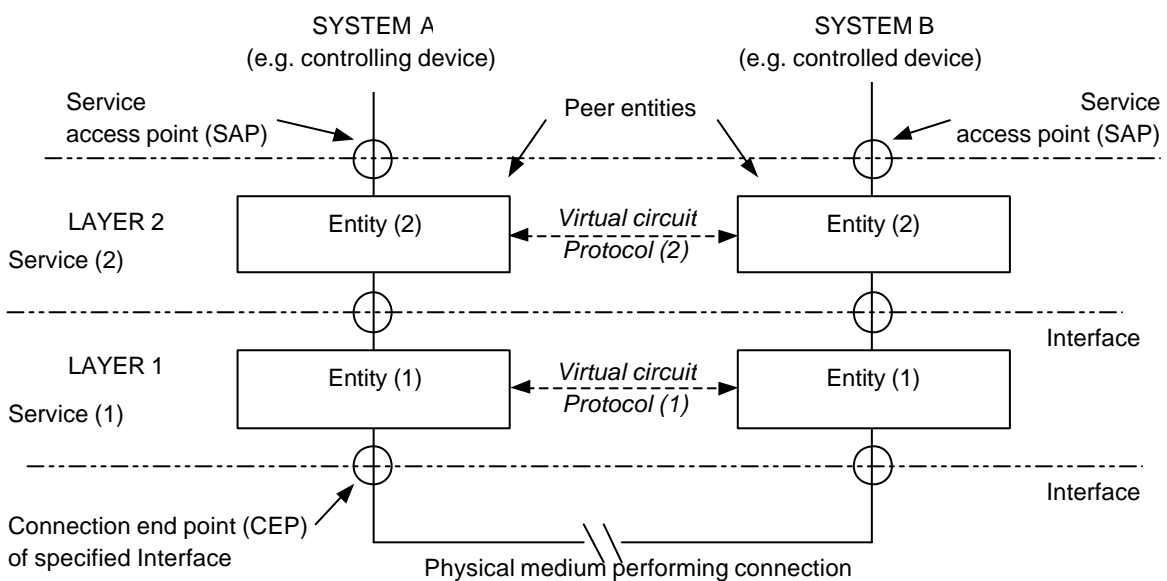 SYSTEM A
(e.g. controlling device)
SYSTEM B
(e.g. controlled device)
Service
access point (SAP)
Peer entities
Service
access point (SAP)
LAYER 2
Service (2)
Entity (2)
Virtual circuit
Protocol (2)
Entity (2)
Interface
LAYER 1
Service (1)
Entity (1)
Virtual circuit
Protocol (1)
Entity (1)
Interface
Connection end point (CEP)
of specified Interface
Physical medium performing connection